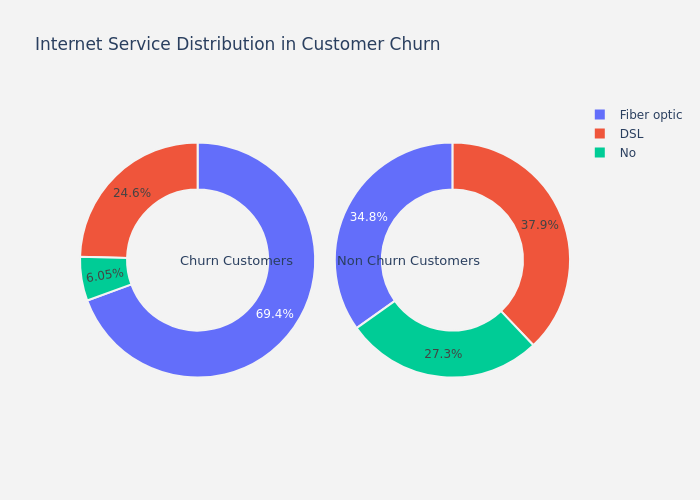 Internet Service Distribution in Customer Churn
Fiber optic
DSL
No
24.6%
6.05%
69.4%
Churn Customers
34.8%
37.9%
27.3%
Non Churn Customers